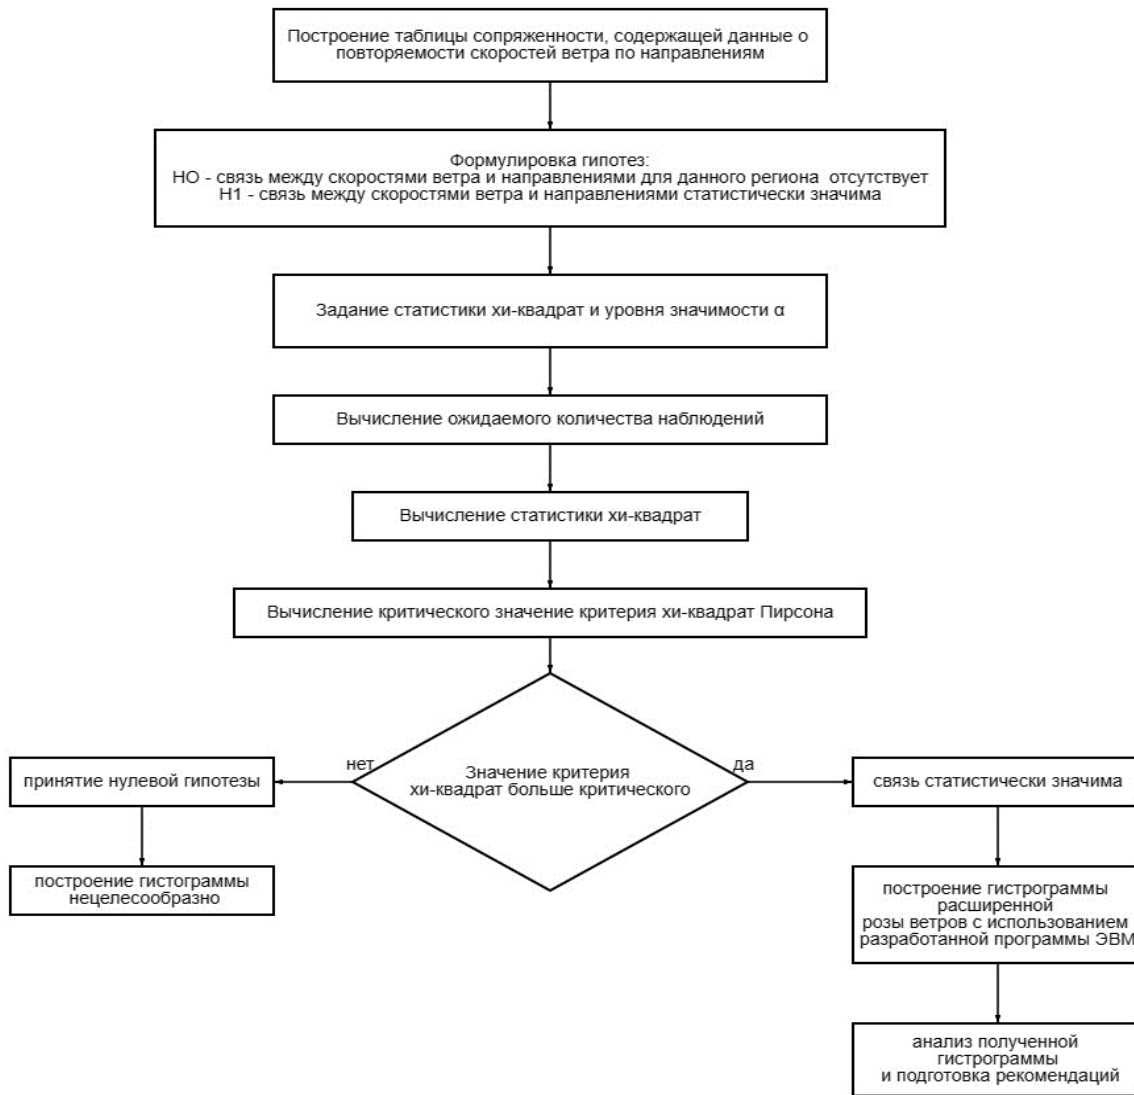 Построение таблицы сопряженности, содержащей данные о
повторяемости скоростей ветра по направлениям
Формулировка гипотез:
НО - связь между скоростями ветра и направлениями для данного региона отсутствует
Н1 - связь между скоростями ветра и направлениями статистически значима
Задание статистики хи-квадрат и уровня значимости α
Вычисление ожидаемого количества наблюдений
Вычисление статистики хи-квадрат
Вычисление критического значение критерия хи-квадрат Пирсона
Значение критерия
хи-квадрат больше критического
нет
принятие нулевой гипотезы
построение гистограммы
нецелесообразно
да
связь статистически значима
построение гистрограммы
расширенной
розы ветров с использованием
разработанной программы ЭВМ
анализ полученной
гистрограммы
и подготовка рекомендаций